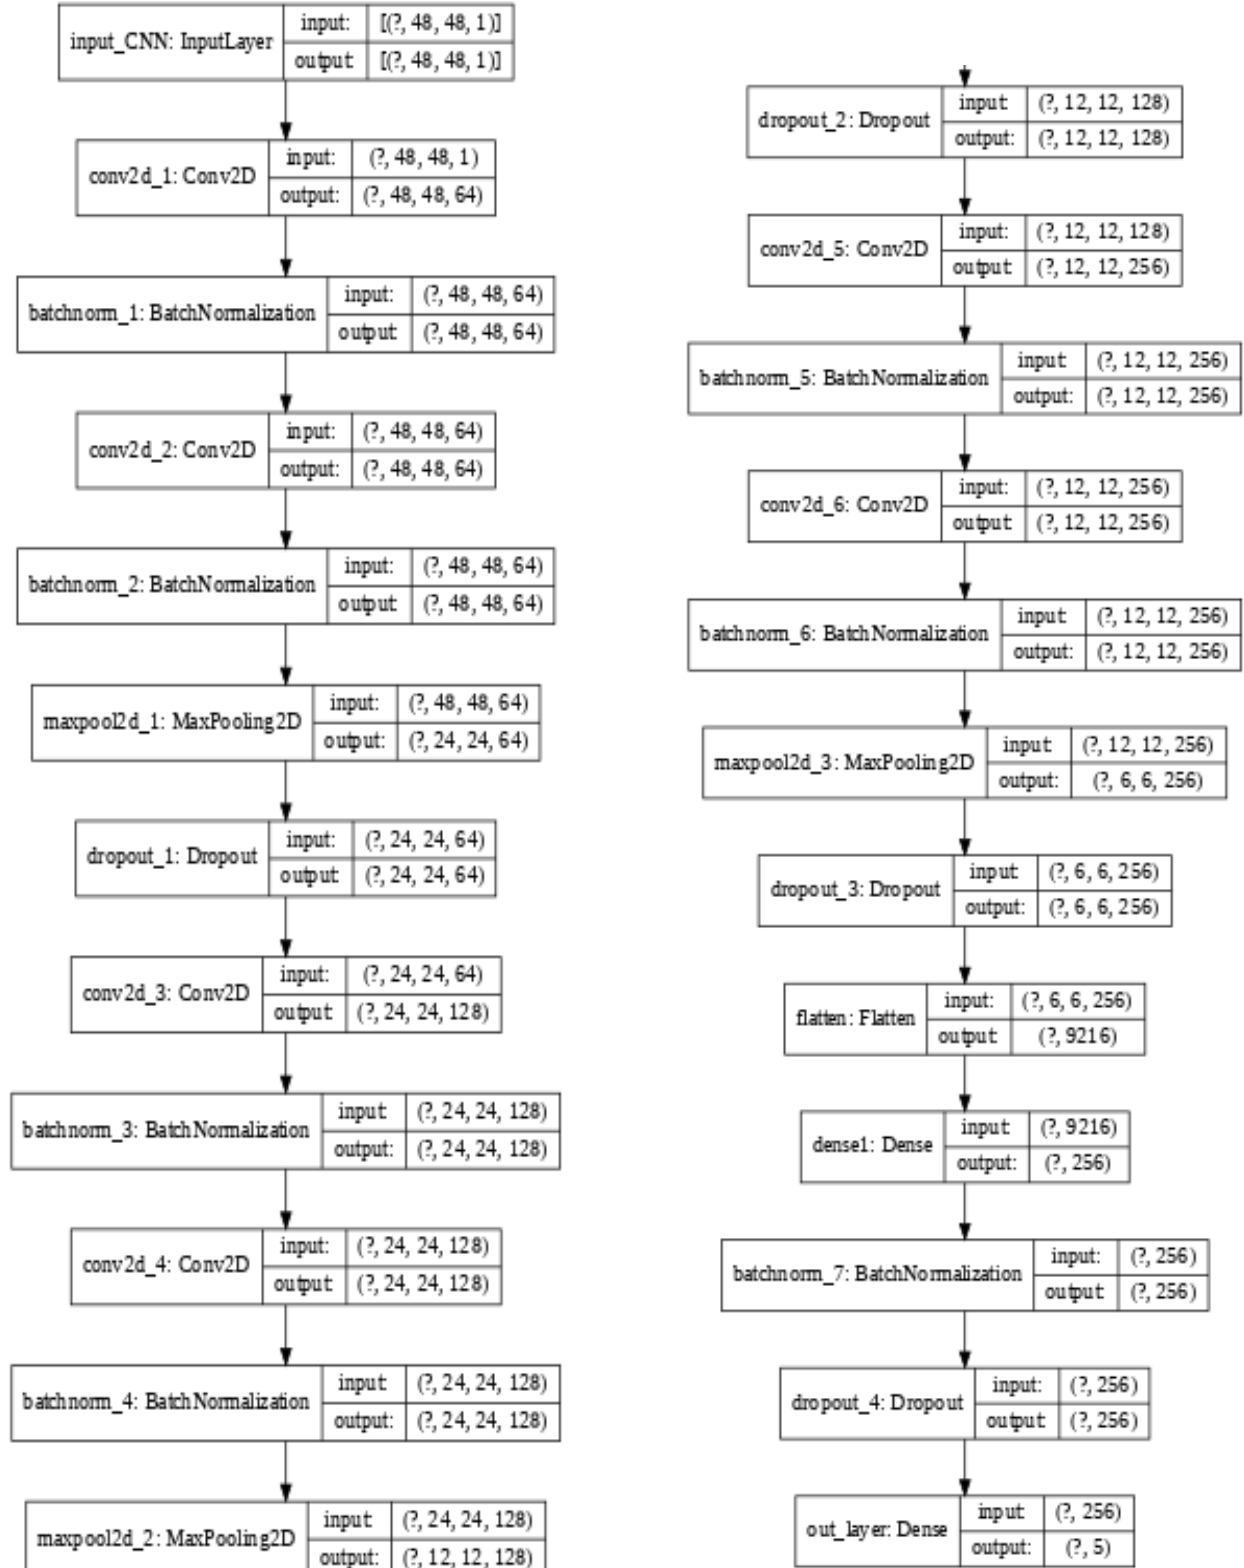 input_CNN: InputLayer
input: [(?, 48, 48, 1)]
output: [(?, 48, 48, 1)]
conv2d_1: Conv2D
input: (?, 48, 48, 1)
output: (?, 48, 48, 64)
batchnorm_1: BatchNormalization
input: (?, 48, 48, 64)
output: (?, 48, 48, 64)
conv2d_2: Conv2D
input: (?, 48, 48, 64)
output: (?, 48, 48, 64)
batchnorm_2: BatchNormalization
input: (?, 48, 48, 64)
output: (?, 48, 48, 64)
maxpool2d_1: MaxPooling2D
input: (?, 48, 48, 64)
output: (?, 24, 24, 64)
dropout_1: Dropout
input: (?, 24, 24, 64)
output: (?, 24, 24, 64)
conv2d_3: Conv2D
input: (?, 24, 24, 64)
output: (?, 24, 24, 128)
batchnorm_3: BatchNormalization
input: (?, 24, 24, 128)
output: (?, 24, 24, 128)
conv2d_4: Conv2D
input: (?, 24, 24, 128)
output: (?, 24, 24, 128)
batchnorm_4: BatchNormalization
input: (?, 24, 24, 128)
output: (?, 24, 24, 128)
maxpool2d_2: MaxPooling2D
input: (?, 24, 24, 128)
output: (?, 12, 12, 128)
dropout_2: Dropout
input: (?, 12, 12, 128)
output: (?, 12, 12, 128)
conv2d_5: Conv2D
input: (?, 12, 12, 128)
output: (?, 12, 12, 256)
batchnorm_5: BatchNormalization
input: (?, 12, 12, 256)
output: (?, 12, 12, 256)
conv2d_6: Conv2D
input: (?, 12, 12, 256)
output: (?, 12, 12, 256)
batchnorm_6: BatchNormalization
input: (?, 12, 12, 256)
output: (?, 12, 12, 256)
maxpool2d_3: MaxPooling2D
input: (?, 12, 12, 256)
output: (?, 6, 6, 256)
dropout_3: Dropout
input: (?, 6, 6, 256)
output: (?, 6, 6, 256)
flatten: Flatten
input: (?, 6, 6, 256)
output: (?, 9216)
dense1: Dense
input: (?, 9216)
output: (?, 256)
batchnorm_7: BatchNormalization
input: (?, 256)
output: (?, 256)
dropout_4: Dropout
input: (?, 256)
output: (?, 256)
out_layer: Dense
input: (?, 256)
output: (?, 5)